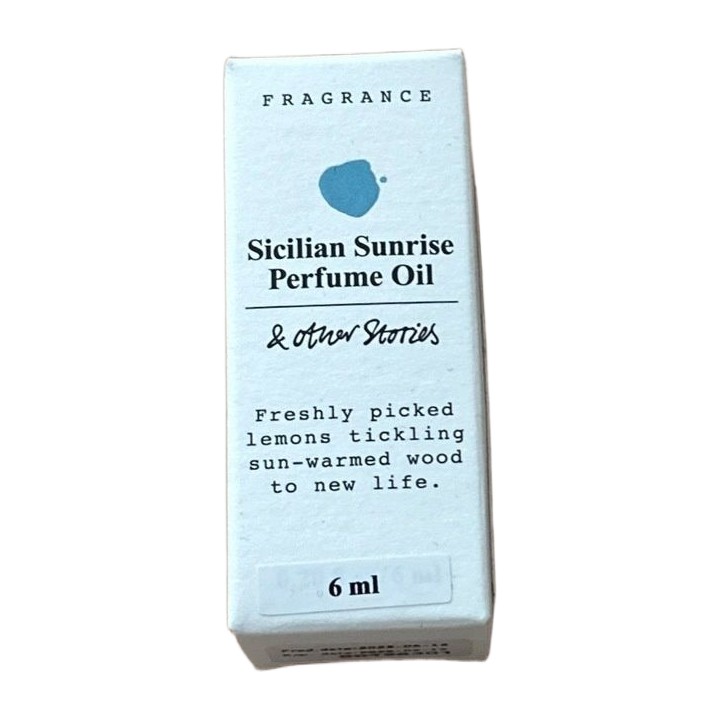 FRAGRANCE
Sicilian Sunrise
Perfume Oil
& other Stories
Freshly picked
lemons tickling
sun-warmed wood
to new life.
6 ml